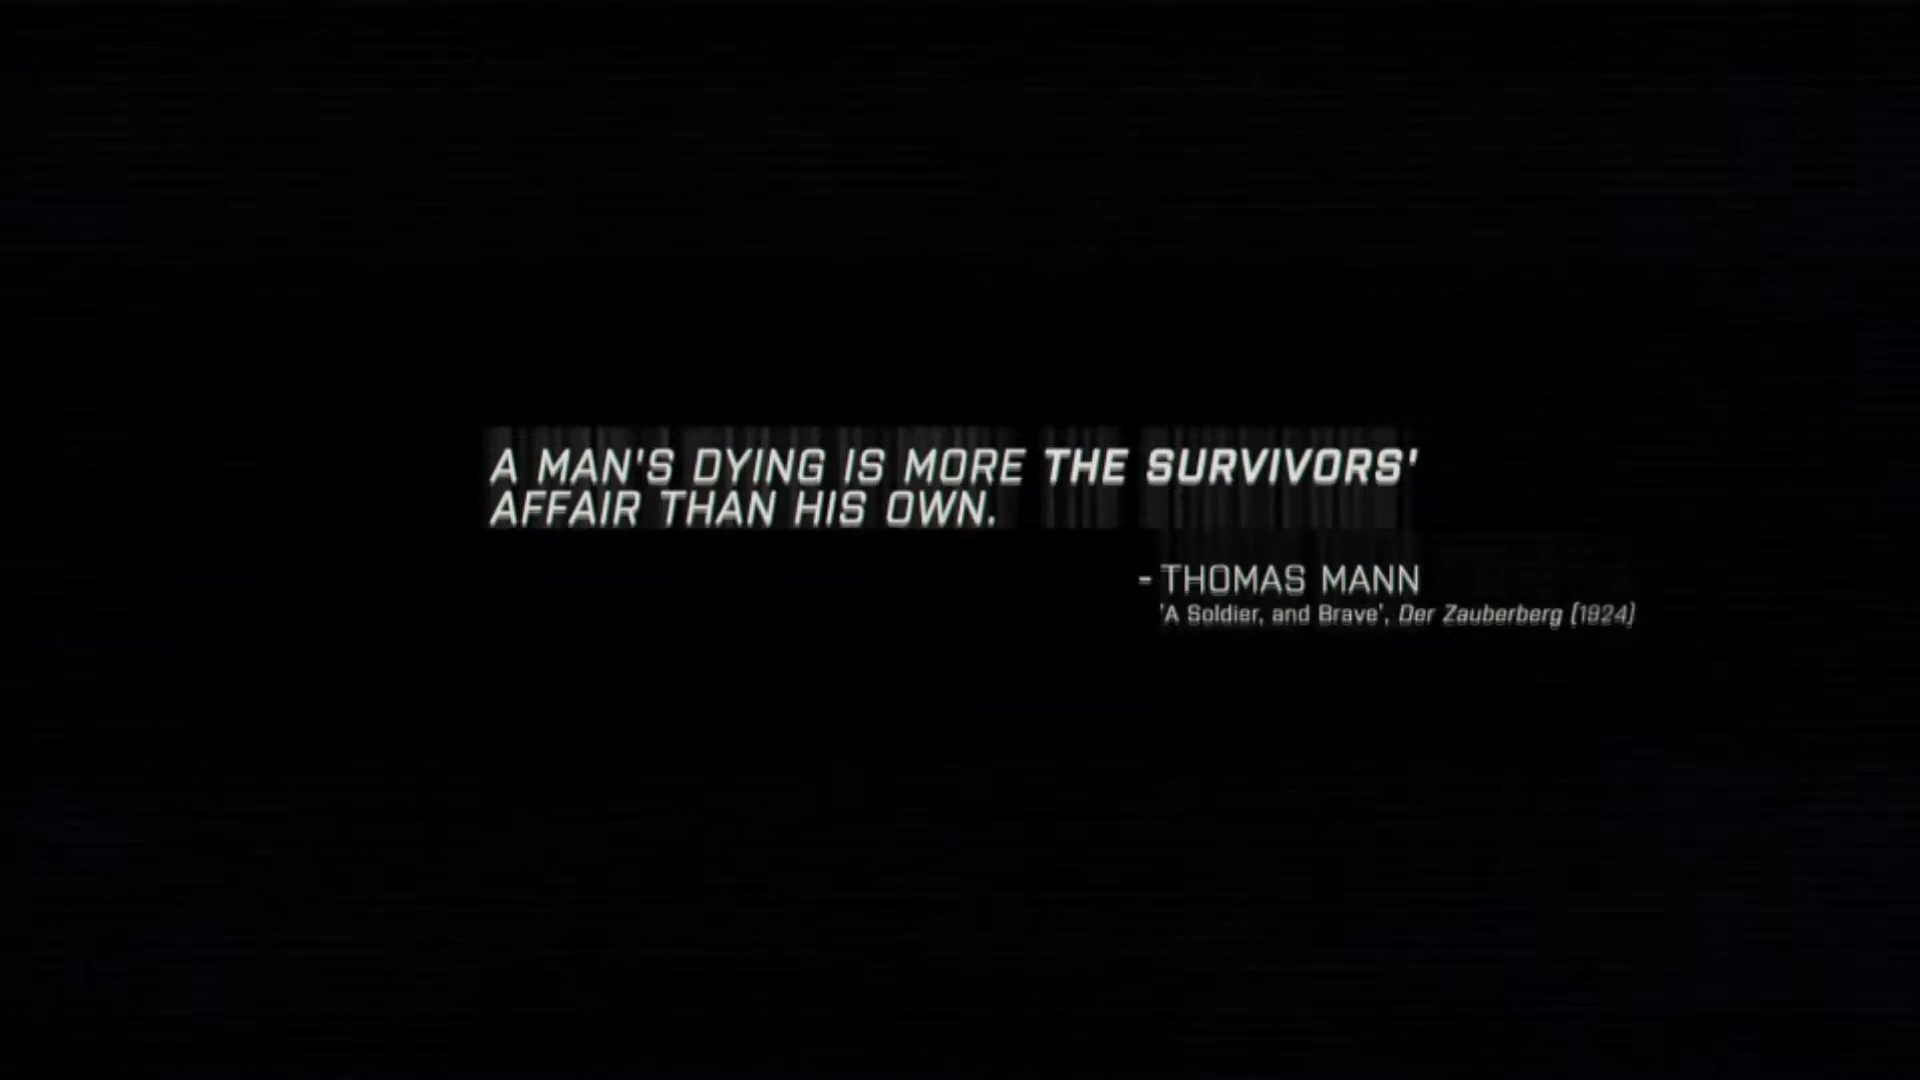 A MAN'S DYING IS MORE THE SURVIVORS'
AFFAIR THAN HIS OWN.
- THOMAS MANN
'A Soldier, and Brave', Der Zauberberg (1924)